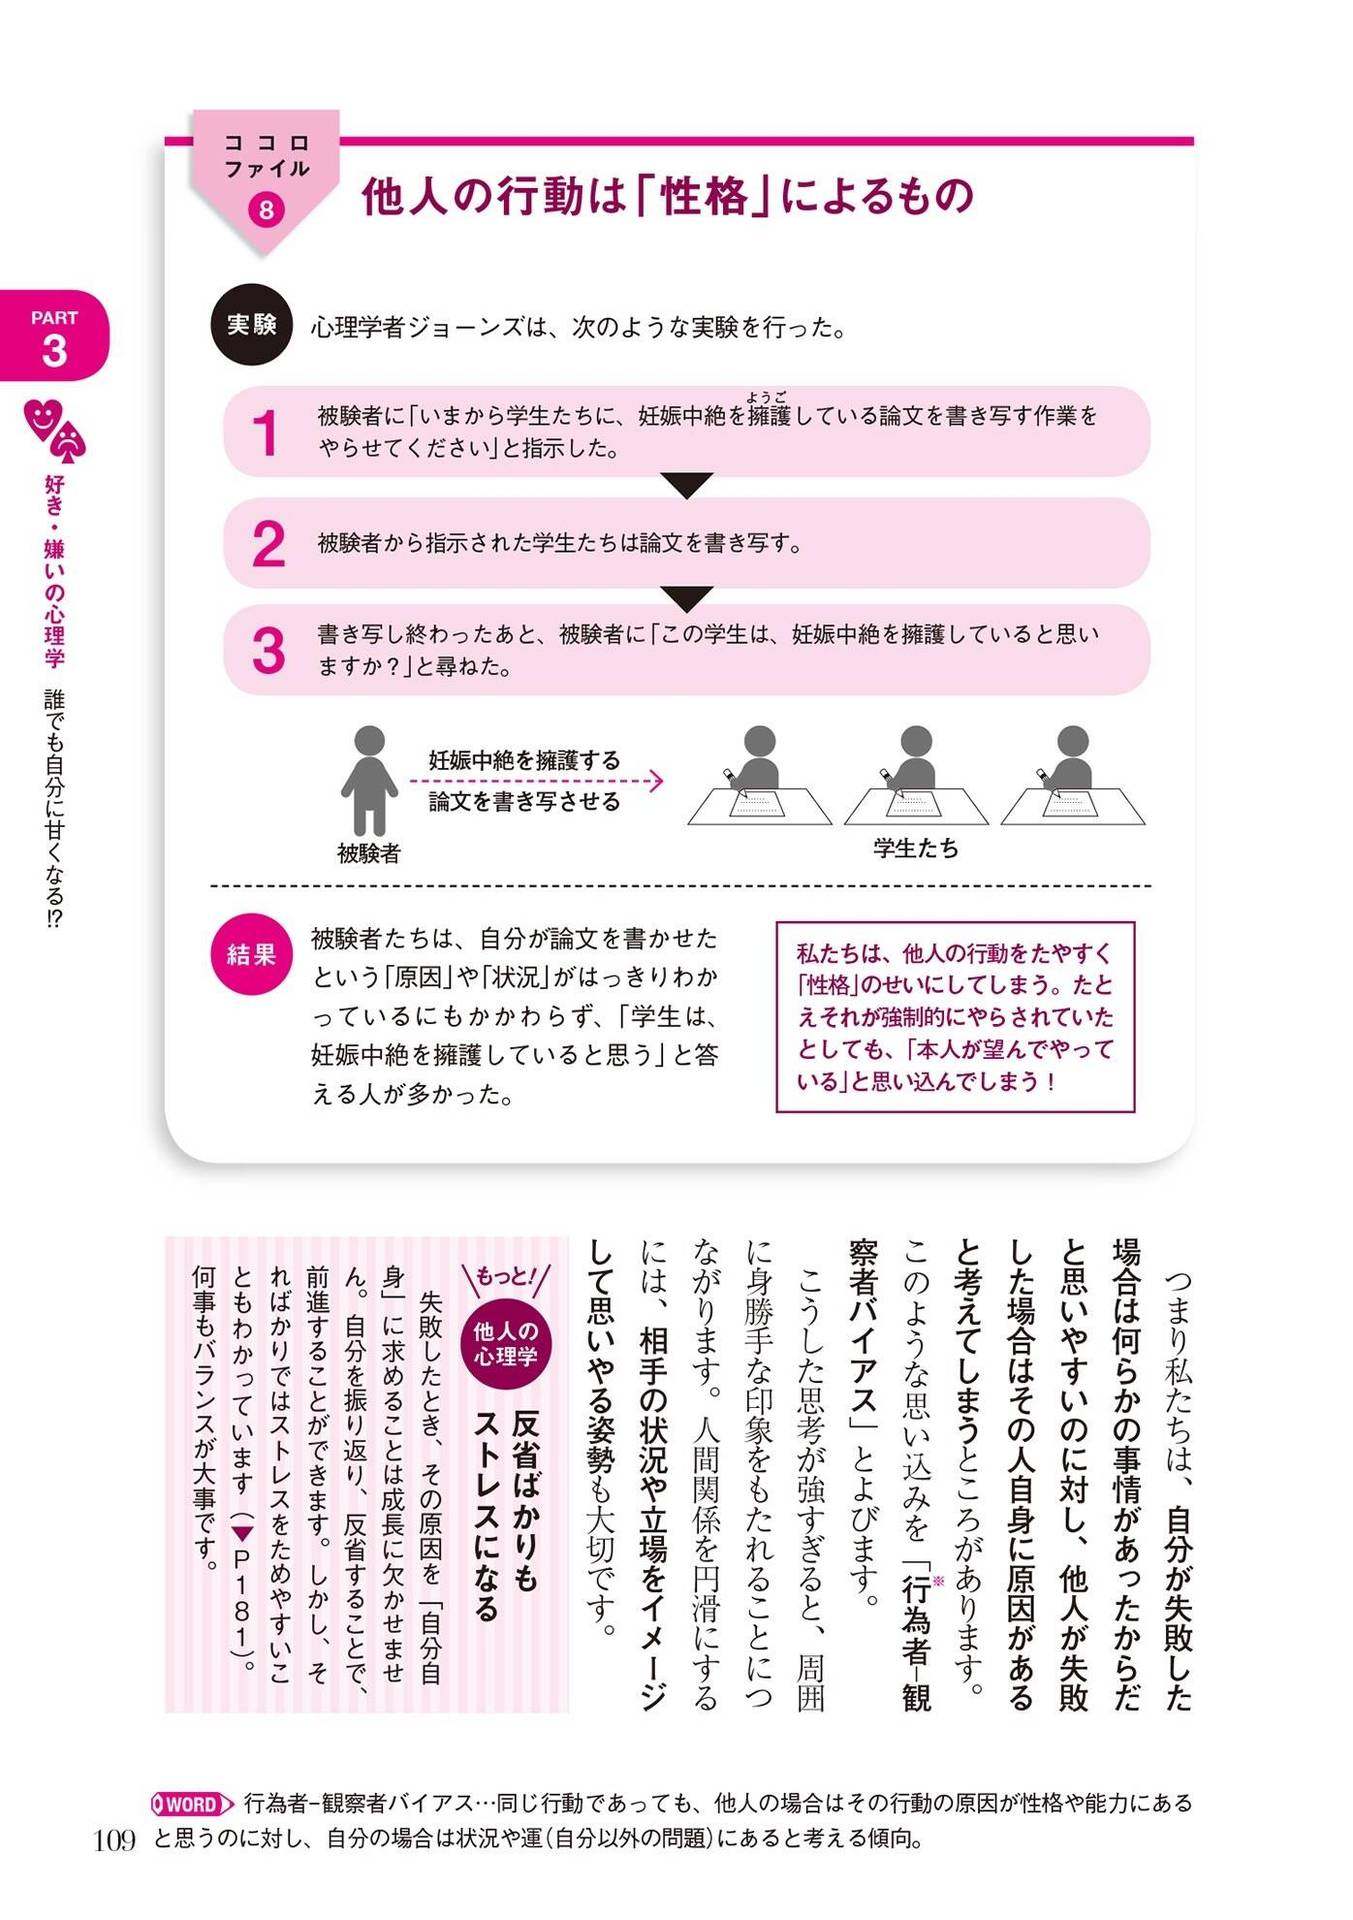 ココロ
ファイル
8
他人の行動は「性格」によるもの
PART
3
好き・嫌いの心理学 誰でも自分に甘くなる!?
実験
心理学者ジョーンズは、次のような実験を行った。
1
ようご
被験者に「いまから学生たちに、妊娠中絶を擁護している論文を書き写す作業を
やらせてください」と指示した。
2
被験者から指示された学生たちは論文を書き写す。
3
書き写し終わったあと、被験者に「この学生は、妊娠中絶を擁護していると思い
ますか?」と尋ねた。
妊娠中絶を擁護する
論文を書き写させる
被験者
学生たち
結果
被験者たちは、自分が論文を書かせた
という「原因」や「状況」がはっきりわか
っているにもかかわらず、「学生は、
妊娠中絶を擁護していると思う」と答
える人が多かった。
私たちは、他人の行動をたやすく
「性格」のせいにしてしまう。たと
えそれが強制的にやらされていた
としても、「本人が望んでやって
いる」と思い込んでしまう!
つまり私たちは、自分が失敗した
場合は何らかの事情があったからだ
と思いやすいのに対し、他人が失敗
した場合はその人自身に原因がある
と考えてしまうところがあります。
このような思い込みを「行為者−観
※
察者バイアス」とよびます。
こうした思考が強すぎると、周囲
に身勝手な印象をもたれることにつ
ながります。人間関係を円滑にする
には、相手の状況や立場をイメージ
して思いやる姿勢も大切です。
もっと!
他人の
心理学
反省ばかりも
ストレスになる
失敗したとき、その原因を「自分自
身」に求めることは成長に欠かせませ
ん。自分を振り返り、反省することで、
前進することができます。しかし、そ
ればかりではストレスをためやすいこ
ともわかっています(▼P181)。
何事もバランスが大事です。
WORD 行為者−観察者バイアス…同じ行動であっても、他人の場合はその行動の原因が性格や能力にある
と思うのに対し、自分の場合は状況や運(自分以外の問題)にあると考える傾向。
109